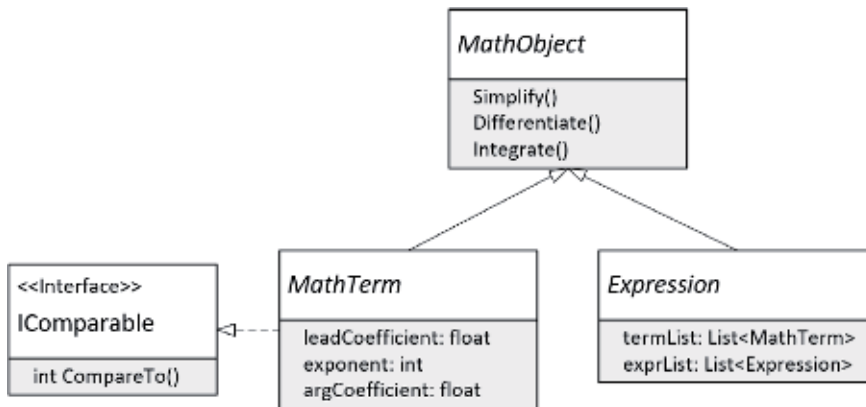 MathObject
Simplify()
Differentiate()
Integrate()
<<Interface>>
IComparable
int CompareTo()
MathTerm
leadCoefficient: float
exponent: int
argCoefficient: float
Expression
termList: List<MathTerm>
exprList: List<Expression>